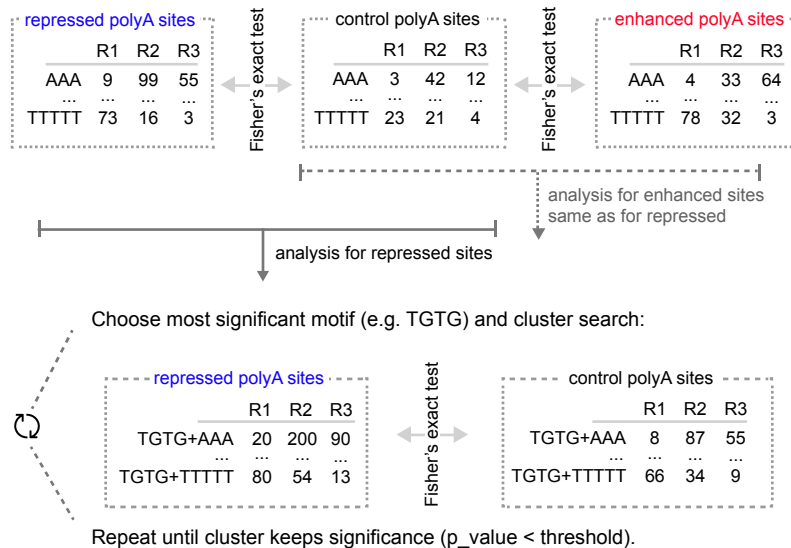 repressed polyA sites
R1 R2 R3
AAA 9 99 55
... ... ... ...
TTTTT 73 16 3
Fisher's exact test
control polyA sites
R1 R2 R3
AAA 3 42 12
... ... ... ...
TTTTT 23 21 4
Fisher's exact test
enhanced polyA sites
R1 R2 R3
AAA 4 33 64
... ... ... ...
TTTTT 78 32 3
analysis for enhanced sites
same as for repressed
analysis for repressed sites
Choose most significant motif (e.g. TGTG) and cluster search:
repressed polyA sites
R1 R2 R3
TGTG+AAA 20 200 90
... ... ... ...
TGTG+TTTTT 80 54 13
Fisher's exact test
control polyA sites
R1 R2 R3
TGTG+AAA 8 87 55
... ... ... ...
TGTG+TTTTT 66 34 9
Repeat until cluster keeps significance (p_value < threshold).